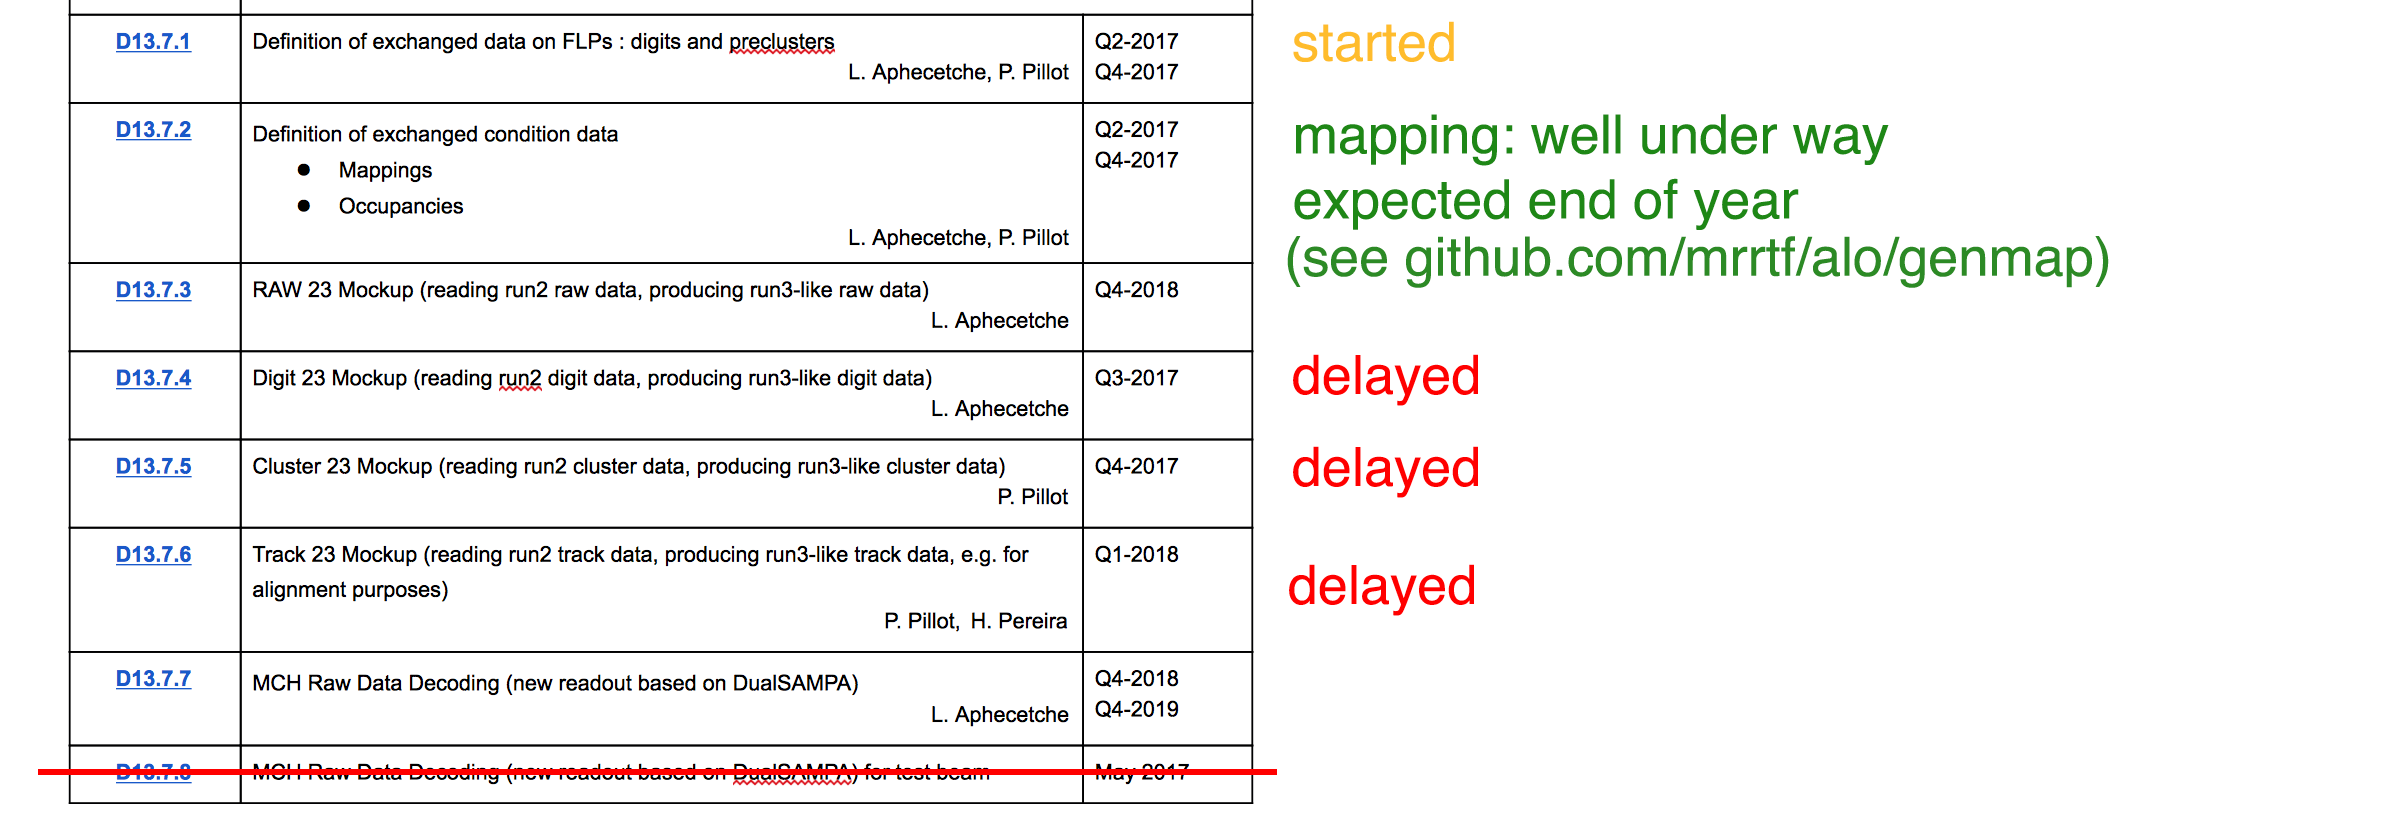 D13.7.1 Definition of exchanged data on FLPs : digits and preclusters Q2-2017 started
L. Aphecetche, P. Pillot Q4-2017
D13.7.2 Definition of exchanged condition data Q2-2017 mapping: well under way
● Mappings Q4-2017
● Occupancies expected end of year
L. Aphecetche, P. Pillot (see github.com/mrrtf/alo/genmap)
D13.7.3 RAW 23 Mockup (reading run2 raw data, producing run3-like raw data) Q4-2018
L. Aphecetche
D13.7.4 Digit 23 Mockup (reading run2 digit data, producing run3-like digit data) Q3-2017 delayed
L. Aphecetche
D13.7.5 Cluster 23 Mockup (reading run2 cluster data, producing run3-like cluster data) Q4-2017 delayed
P. Pillot
D13.7.6 Track 23 Mockup (reading run2 track data, producing run3-like track data, e.g. for Q1-2018
alignment purposes) delayed
P. Pillot, H. Pereira
D13.7.7 MCH Raw Data Decoding (new readout based on DualSAMPA) Q4-2018
L. Aphecetche Q4-2019
D13.7.8 MCH Raw Data Decoding (new readout based on DualSAMPA) for test beam May 2017